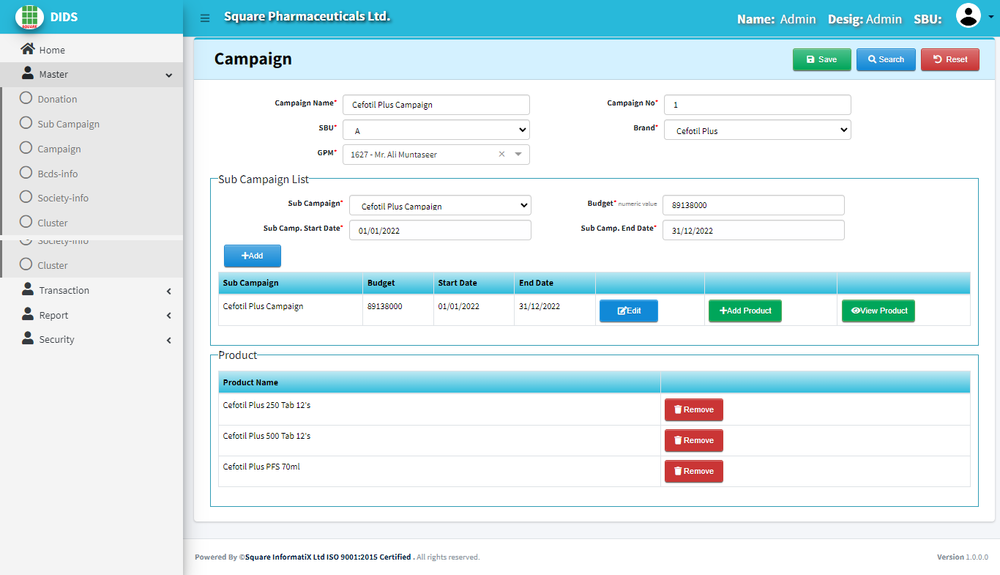 SQUARE
DIDS
Square Pharmaceuticals Ltd.
Name: Admin Desig: Admin SBU:
Home
Master
Donation
Sub Campaign
Campaign
Bcds-info
Society-info
Cluster
Society-info
Cluster
Transaction
Report
Security
Campaign
Save Search Reset
Campaign Name* Cefotil Plus Campaign Campaign No* 1
SBU* A Brand* Cefotil Plus
GPM* 1627 - Mr. Ali Muntaseer
Sub Campaign List
Sub Campaign* Cefotil Plus Campaign Budget* numeric value 89138000
Sub Camp. Start Date* 01/01/2022 Sub Camp. End Date* 31/12/2022
+Add
Sub Campaign Budget Start Date End Date
Cefotil Plus Campaign 89138000 01/01/2022 31/12/2022 Edit +Add Product View Product
Product
Product Name
Cefotil Plus 250 Tab 12's Remove
Cefotil Plus 500 Tab 12's Remove
Cefotil Plus PFS 70ml Remove
Powered By ©Square InformatiX Ltd ISO 9001:2015 Certified . All rights reserved. Version 1.0.0.0